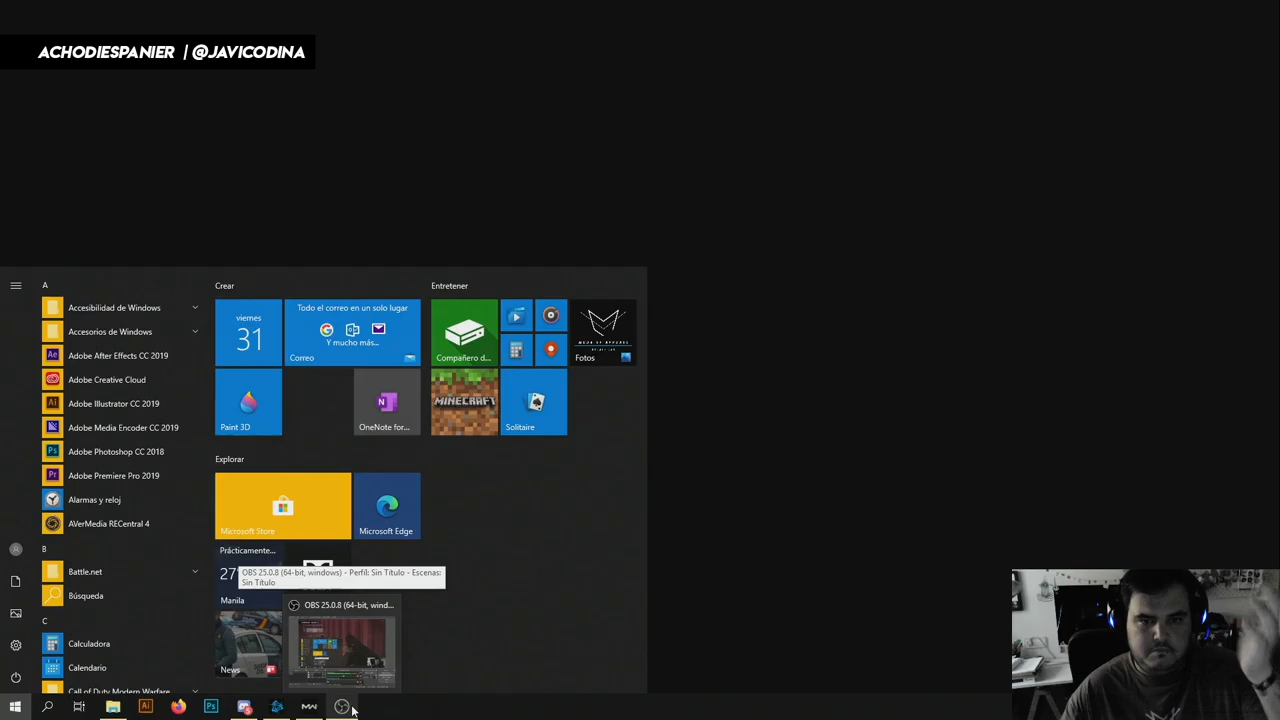 ACHODIESPANIER | @JAVICODINA
A
Accesibilidad de Windows
Accesorios de Windows
Adobe After Effects CC 2019
Adobe Creative Cloud
Adobe Illustrator CC 2019
Adobe Media Encoder CC 2019
Adobe Photoshop CC 2018
Adobe Premiere Pro 2019
Alarmas y reloj
AVerMedia RECentral 4
B
Battle.net
Búsqueda
C
Calculadora
Calendario
Call of Duty Modern Warfare
Crear
viernes
31
Todo el correo en un solo lugar
Y mucho más...
Correo
Paint 3D
OneNote for...
Entretener
Compañero d...
Fotos
MINECRAFT
Solitaire
Explorar
Microsoft Store
Microsoft Edge
Prácticamente...
27°
Manila
News
OBS 25.0.8 (64-bit, windows) - Perfil: Sin Título - Escenas:
Sin Título
OBS 25.0.8 (64-bit, wind...